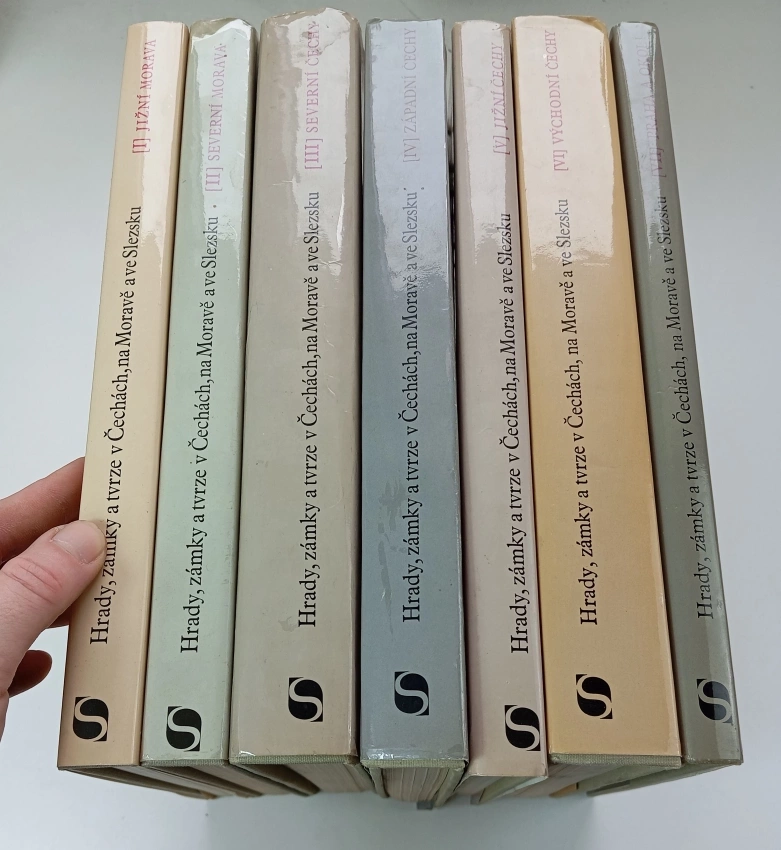 Hrady, zámky a tvrze v Čechách, na Moravě a ve Slezsku [I] JIŽNÍ MORAVA
S
Hrady, zámky a tvrze v Čechách, na Moravě a ve Slezsku · [II] SEVERNÍ MORAVA
S
Hrady, zámky a tvrze v Čechách, na Moravě a ve Slezsku [III] SEVERNÍ ČECHY
S
Hrady, zámky a tvrze v Čechách, na Moravě a ve Slezsku [IV] ZÁPADNÍ ČECHY
S
Hrady, zámky a tvrze v Čechách, na Moravě a ve Slezsku [V] JIŽNÍ ČECHY
S
Hrady, zámky a tvrze v Čechách, na Moravě a ve Slezsku [VI] VÝCHODNÍ ČECHY
S
Hrady, zámky a tvrze v Čechách, na Moravě a ve Slezsku [VII]
S